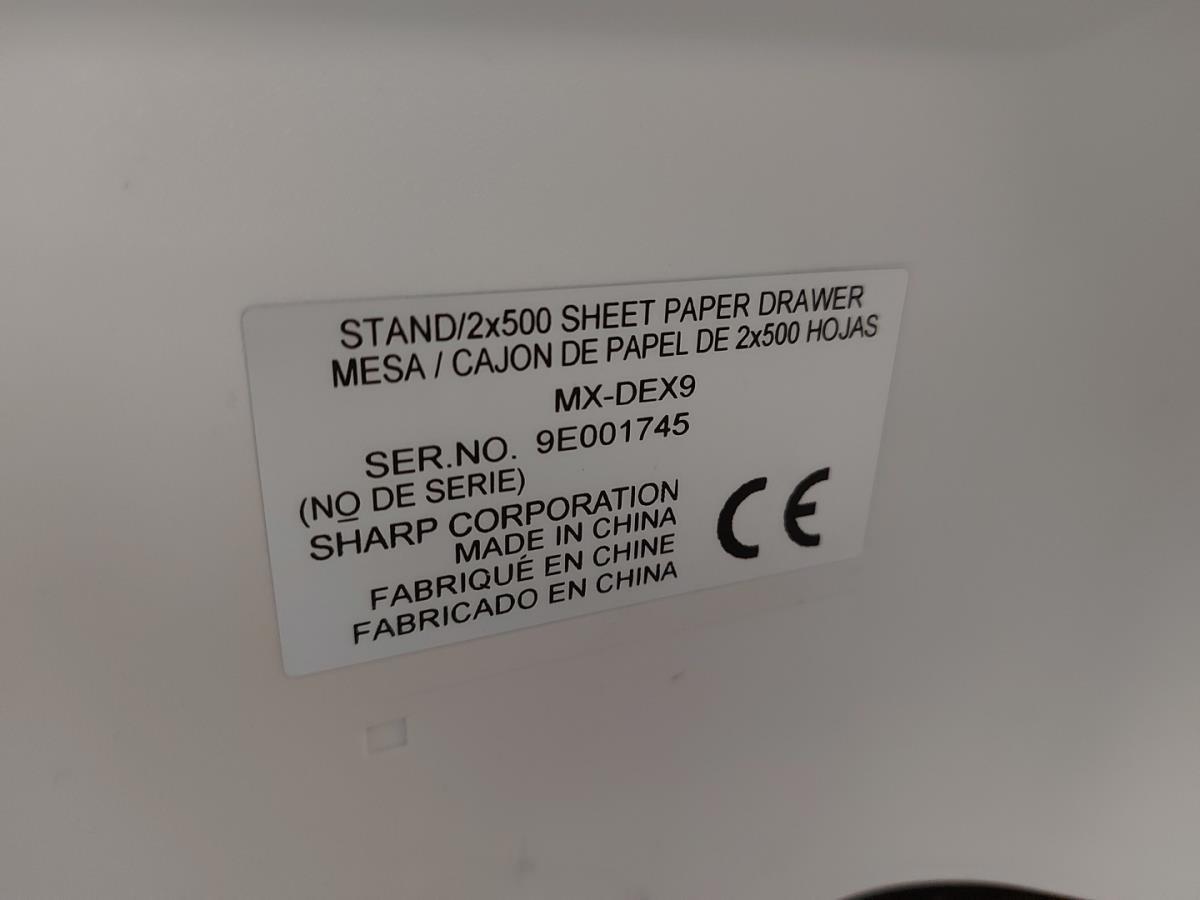 STAND/2x500 SHEET PAPER DRAWER
MESA / CAJON DE PAPEL DE 2x500 HOJAS
MX-DEX9
SER.NO. 9E001745
(NO DE SERIE)
SHARP CORPORATION
MADE IN CHINA
FABRIQUÉ EN CHINE
FABRICADO EN CHINA
CE